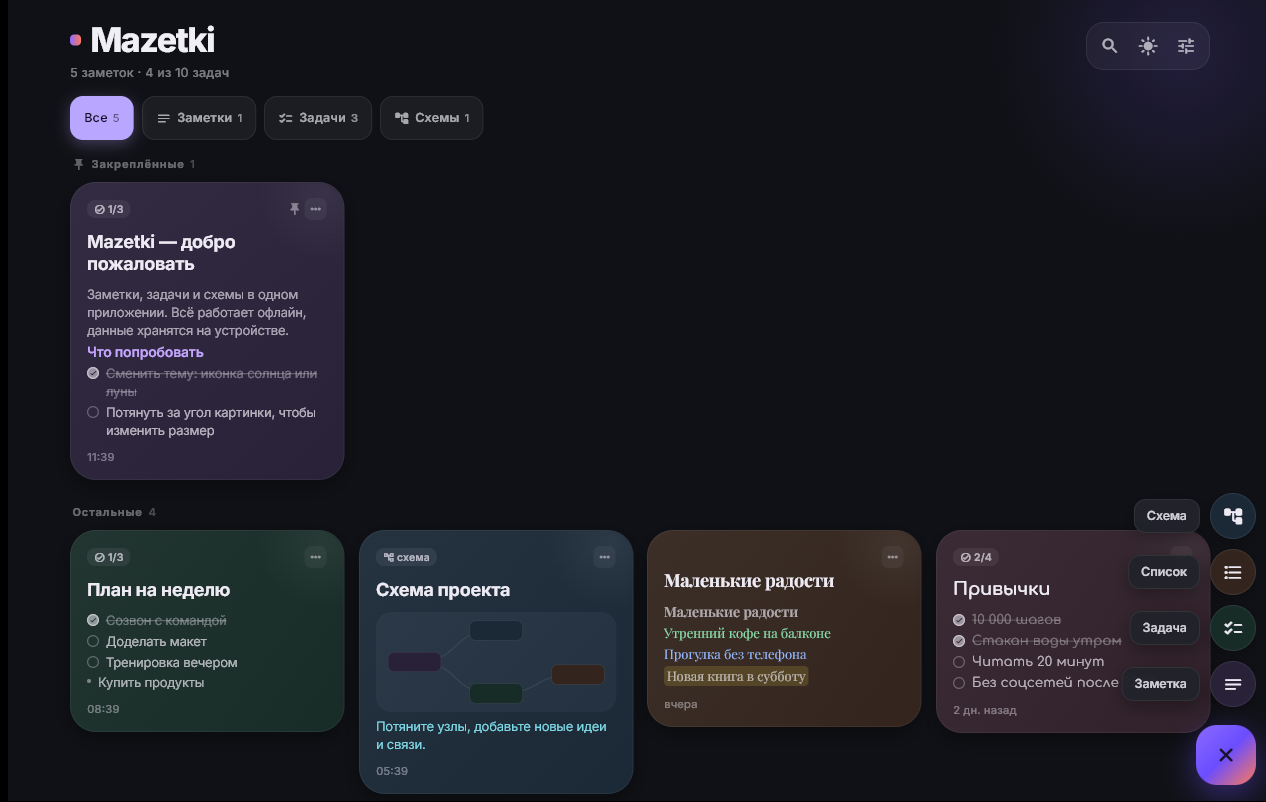 Mazetki
5 заметок · 4 из 10 задач
Все 5
Заметки 1
Задачи 3
Схемы 1
Закреплённые 1
1/3
Mazetki — добро
пожаловать
Заметки, задачи и схемы в одном
приложении. Всё работает офлайн,
данные хранятся на устройстве.
Что попробовать
Сменить тему: иконка солнца или
луны
Потянуть за угол картинки, чтобы
изменить размер
11:39
Остальные 4
1/3
План на неделю
Созвон с командой
Доделать макет
Тренировка вечером
Купить продукты
08:39
схема
Схема проекта
Потяните узлы, добавьте новые идеи
и связи.
05:39
Маленькие радости
Маленькие радости
Утренний кофе на балконе
Прогулка без телефона
Новая книга в субботу
вчера
2/4
Привычки
10 000 шагов
Стакан воды утром
Читать 20 минут
Без соцсетей после
2 дн. назад
Схема
Список
Задача
Заметка